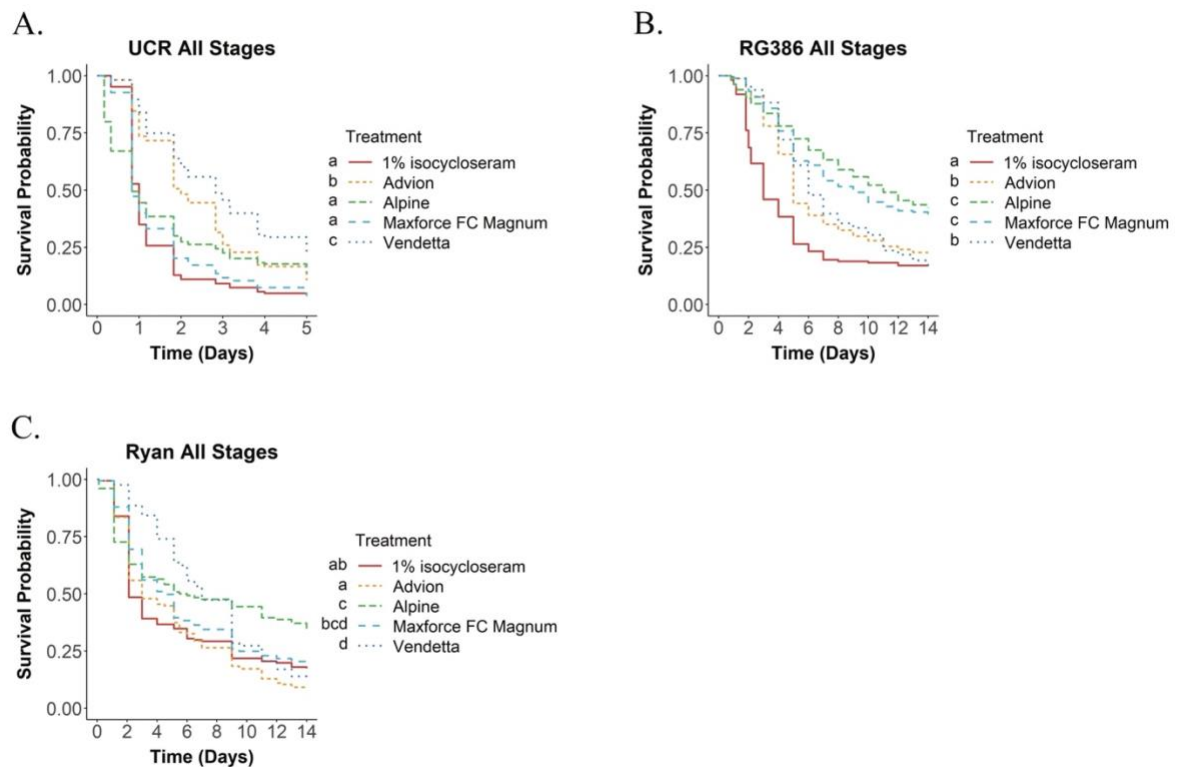 A.
UCR All Stages
Survival Probability
1.00
0.75
0.50
0.25
0.00
0 1 2 3 4 5
Time (Days)
Treatment
a 1% isocycloseram
b Advion
a Alpine
a Maxforce FC Magnum
c Vendetta
B.
RG386 All Stages
Survival Probability
1.00
0.75
0.50
0.25
0.00
0 2 4 6 8 10 12 14
Time (Days)
Treatment
a 1% isocycloseram
b Advion
c Alpine
c Maxforce FC Magnum
b Vendetta
C.
Ryan All Stages
Survival Probability
1.00
0.75
0.50
0.25
0.00
0 2 4 6 8 10 12 14
Time (Days)
Treatment
ab 1% isocycloseram
a Advion
c Alpine
bcd Maxforce FC Magnum
d Vendetta